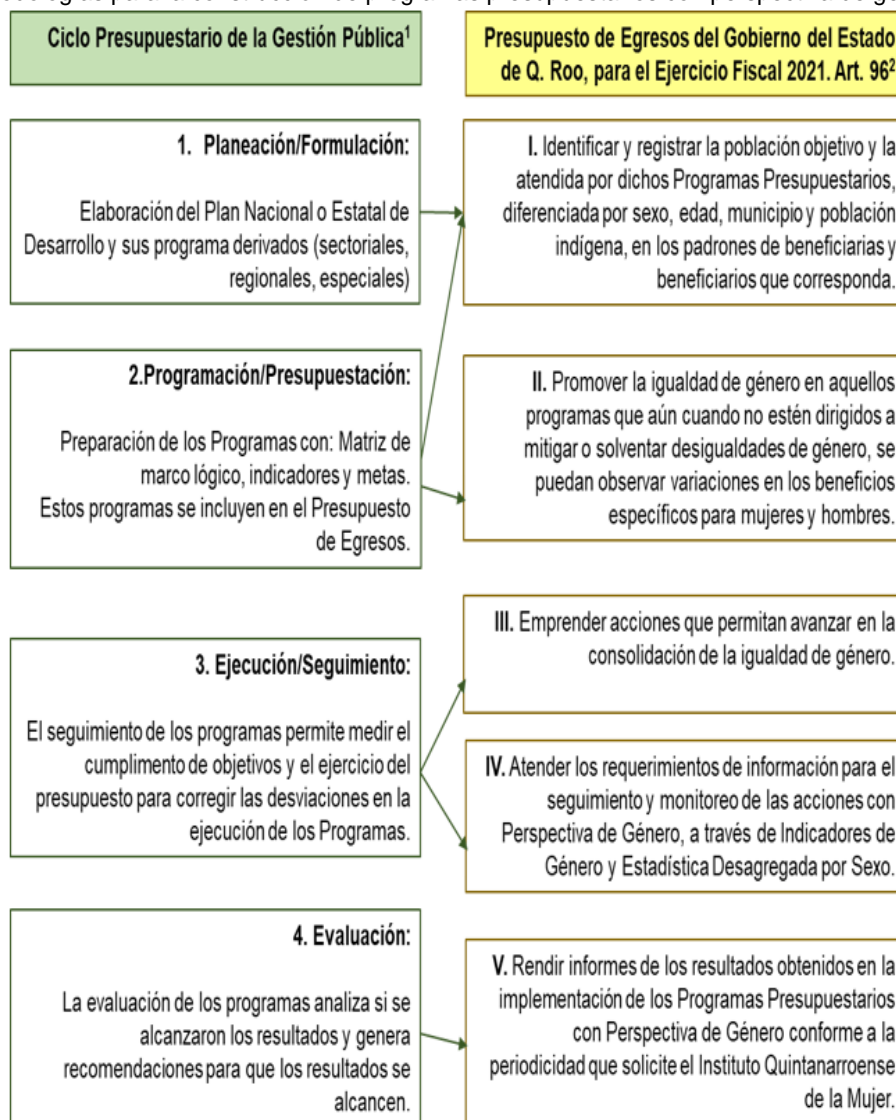 para la construcción de programas presupuestarios con perspectiva de
Ciclo Presupuestario de la Gestión Pública¹
1. Planeación/Formulación:
Elaboración del Plan Nacional o Estatal de
Desarrollo y sus programa derivados (sectoriales,
regionales, especiales)
2.Programación/Presupuestación:
Preparación de los Programas con: Matriz de
marco lógico, indicadores y metas.
Estos programas se incluyen en el Presupuesto
de Egresos.
3. Ejecución/Seguimiento:
El seguimiento de los programas permite medir el
cumplimento de objetivos y el ejercicio del
presupuesto para corregir las desviaciones en la
ejecución de los Programas.
4. Evaluación:
La evaluación de los programas analiza si se
alcanzaron los resultados y genera
recomendaciones para que los resultados se
alcancen.
Presupuesto de Egresos del Gobierno del Estado
de Q. Roo, para el Ejercicio Fiscal 2021. Art. 96²
I. Identificar y registrar la población objetivo y la
atendida por dichos Programas Presupuestarios,
diferenciada por sexo, edad, municipio y población
indígena, en los padrones de beneficiarias y
beneficiarios que corresponda.
II. Promover la igualdad de género en aquellos
programas que aún cuando no estén dirigidos a
mitigar o solventar desigualdades de género, se
puedan observar variaciones en los beneficios
específicos para mujeres y hombres.
III. Emprender acciones que permitan avanzar en la
consolidación de la igualdad de género.
IV. Atender los requerimientos de información para el
seguimiento y monitoreo de las acciones con
Perspectiva de Género, a través de Indicadores de
Género y Estadística Desagregada por Sexo.
V. Rendir informes de los resultados obtenidos en la
implementación de los Programas Presupuestarios
con Perspectiva de Género conforme a la
periodicidad que solicite el Instituto Quintanarroense
de la Mujer.